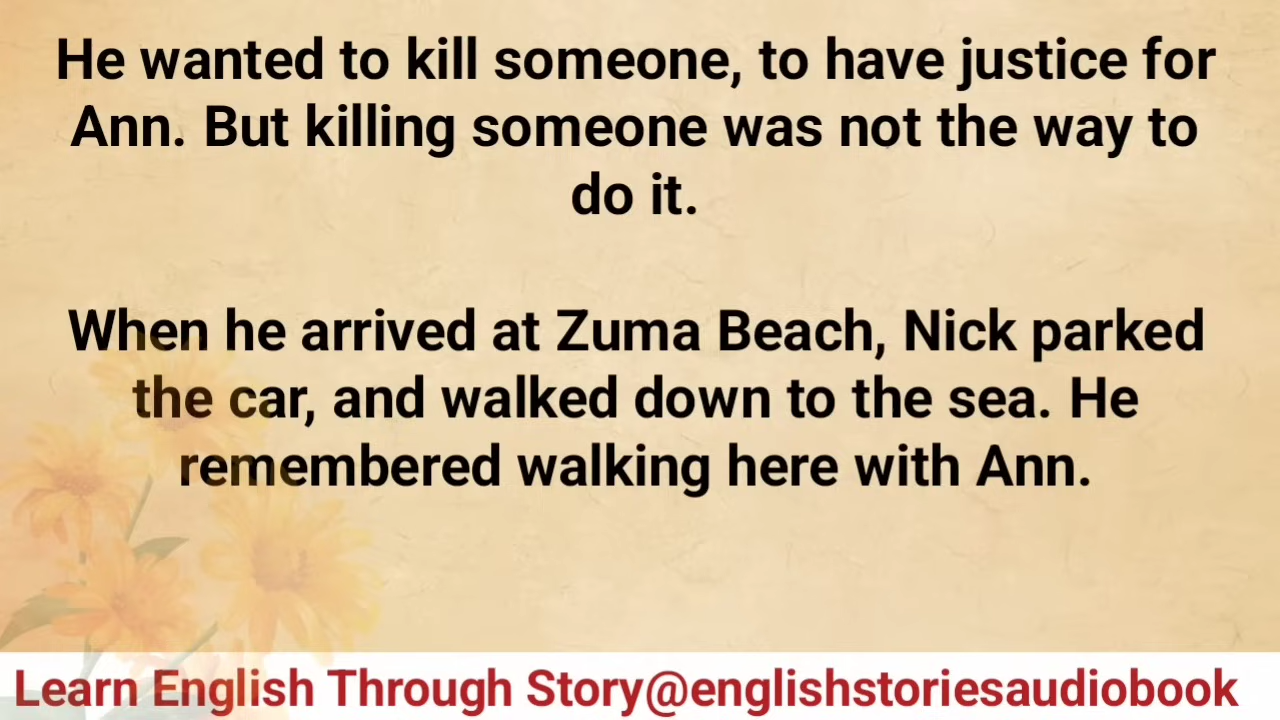 He wanted to kill someone, to have justice for
Ann. But killing someone was not the way to
do it.
When he arrived at Zuma Beach, Nick parked
the car, and walked down to the sea. He
remembered walking here with Ann.
Learn English Through Story@englishstoriesaudiobook